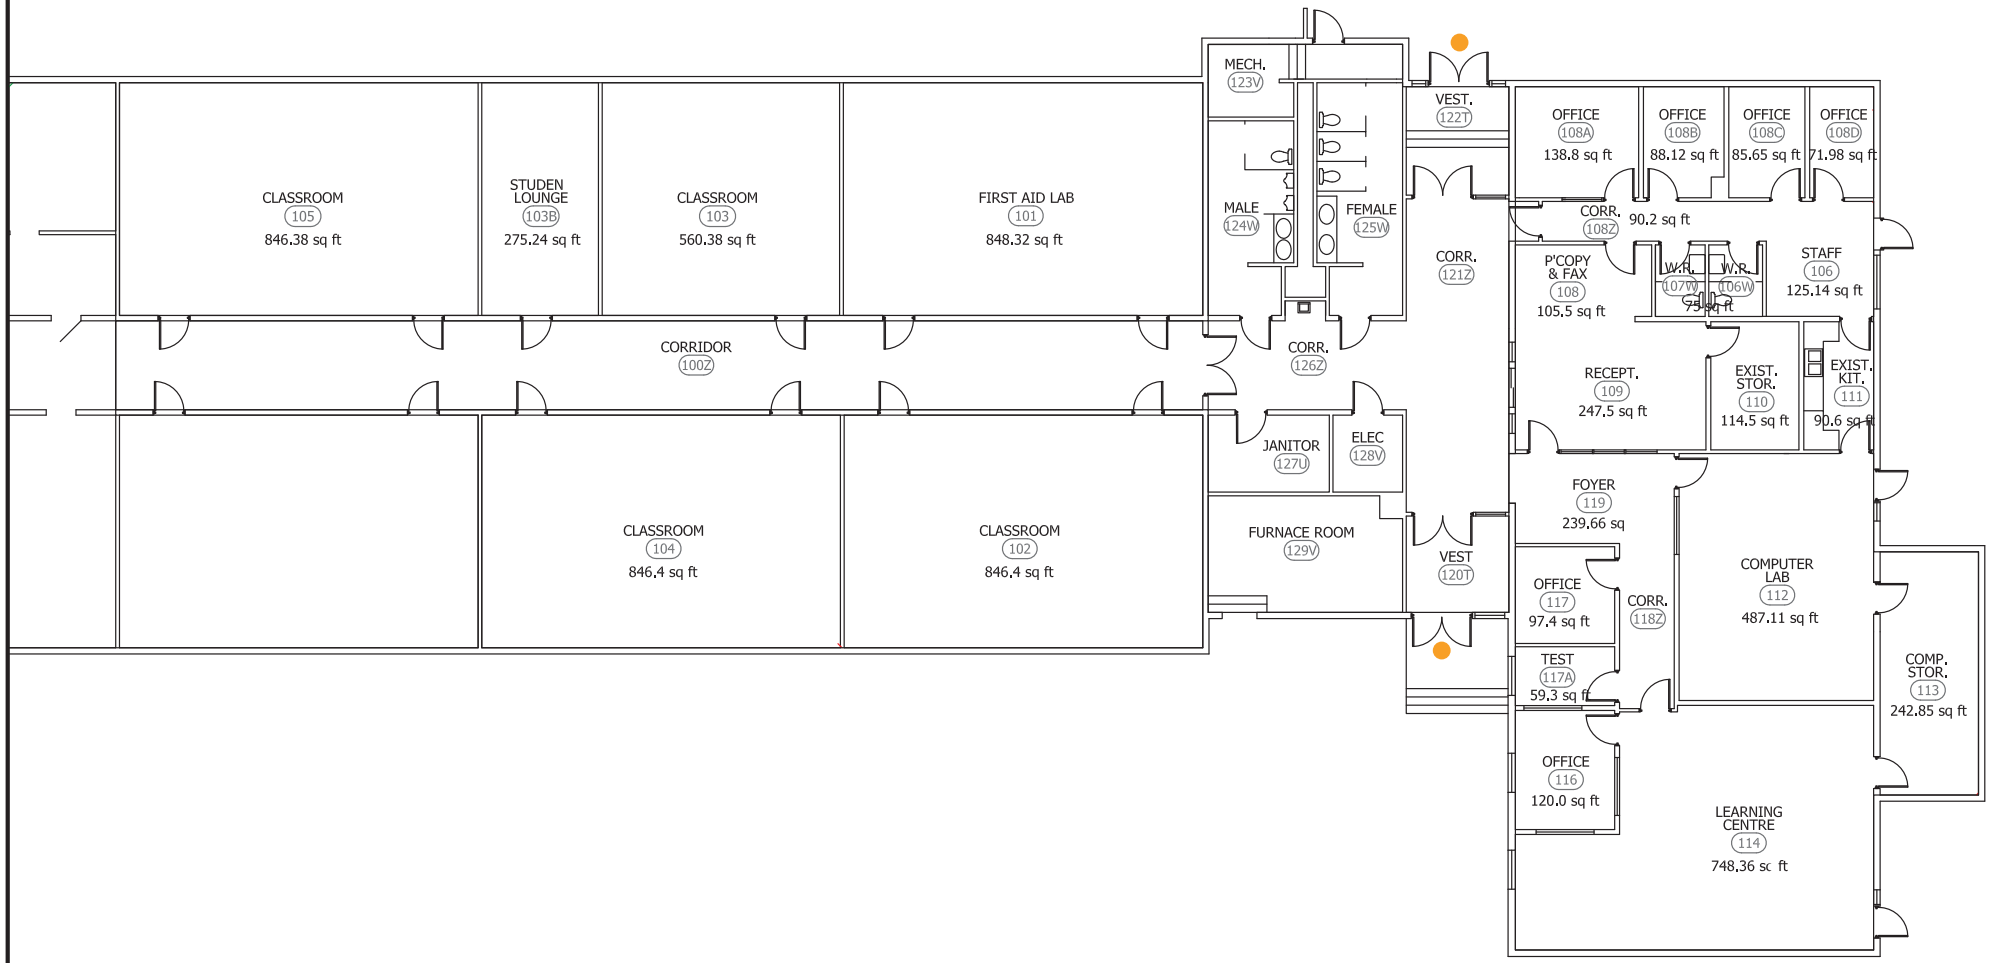 MECH.
123V
VEST.
122T
OFFICE
108A
138.8 sq ft
OFFICE
108B
88.12 sq ft
OFFICE
108C
85.65 sq ft
OFFICE
108D
71.98 sq ft
CLASSROOM
105
846.38 sq ft
STUDEN
LOUNGE
103B
275.24 sq ft
CLASSROOM
103
560.38 sq ft
FIRST AID LAB
101
848.32 sq ft
MALE
124W
FEMALE
125W
CORR.
121Z
CORR.
108Z
90.2 sq ft
P'COPY
& FAX
108
105.5 sq ft
W.R.
107W
W.R.
106W
75 sq ft
STAFF
106
125.14 sq ft
CORRIDOR
100Z
CORR.
126Z
RECEPT.
109
247.5 sq ft
EXIST.
STOR.
110
114.5 sq ft
EXIST.
KIT.
111
90.6 sq ft
JANITOR
127U
ELEC
128V
FOYER
119
239.66 sq
CLASSROOM
104
846.4 sq ft
CLASSROOM
102
846.4 sq ft
FURNACE ROOM
129V
VEST
120T
OFFICE
117
97.4 sq ft
CORR.
118Z
COMPUTER
LAB
112
487.11 sq ft
TEST
117A
59.3 sq ft
COMP.
STOR.
113
242.85 sq ft
OFFICE
116
120.0 sq ft
LEARNING
CENTRE
114
748.36 sq ft